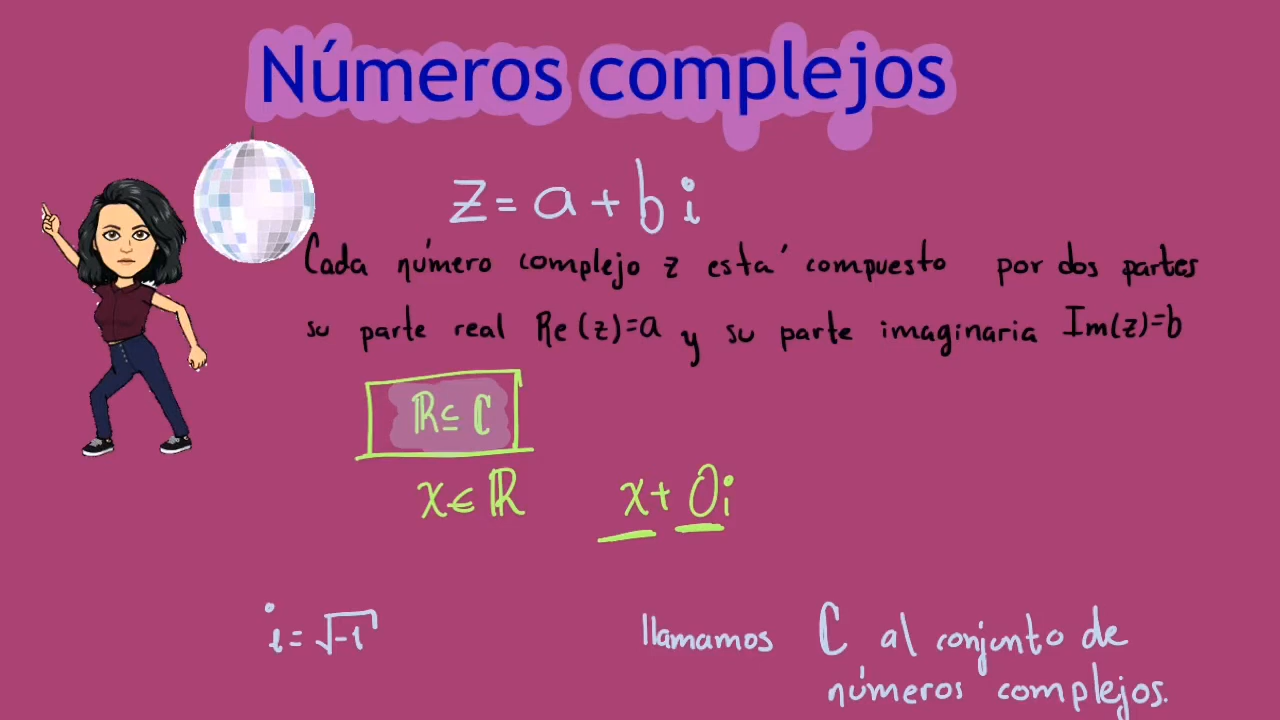 Números complejos
z = a + bi
Cada número complejo z está compuesto por dos partes
su parte real Re(z)=a y su parte imaginaria Im(z)=b
ℝ ⊆ ℂ
x ∈ ℝ x + 0i
i = √-1
llamamos ℂ al conjunto de
números complejos.